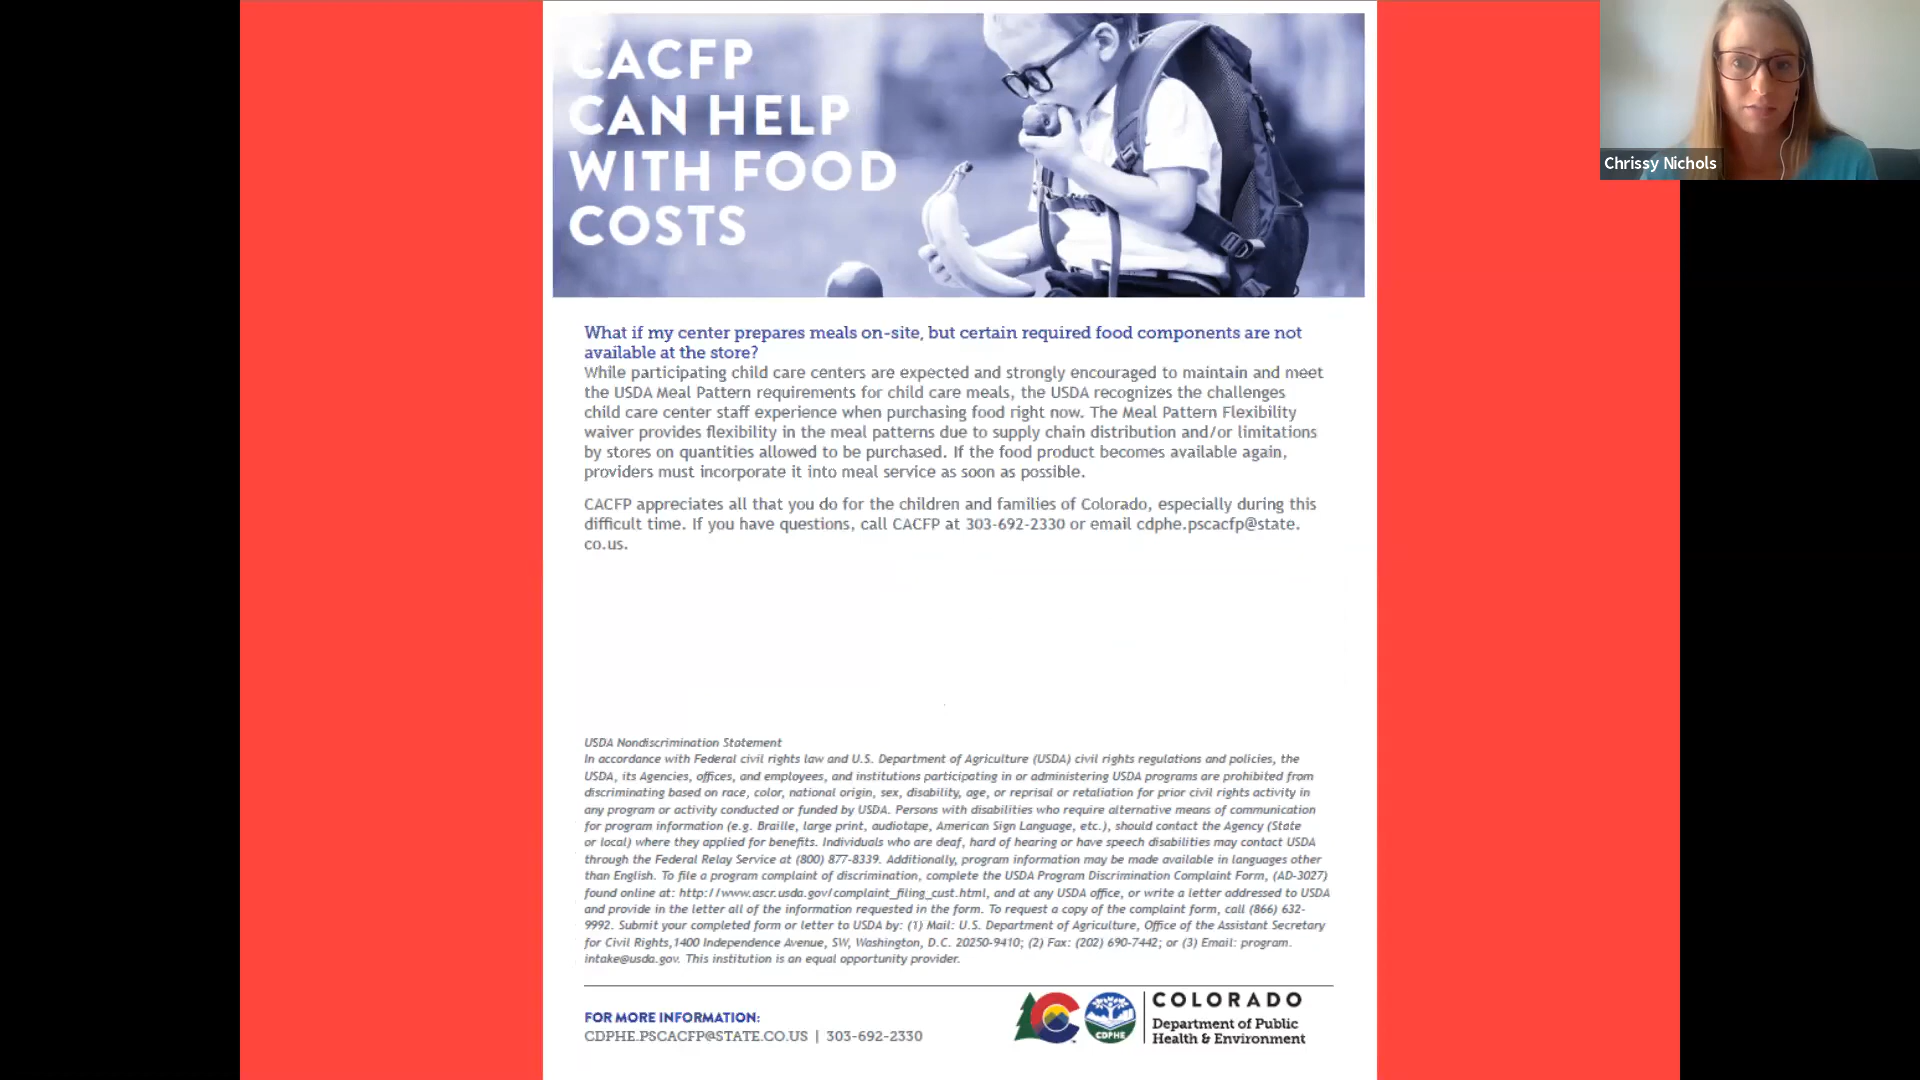 CACFP
CAN HELP
WITH FOOD
COSTS
Chrissy Nichols
What if my center prepares meals on-site, but certain required food components are not
available at the store?
While participating child care centers are expected and strongly encouraged to maintain and meet
the USDA Meal Pattern requirements for child care meals, the USDA recognizes the challenges
child care center staff experience when purchasing food right now. The Meal Pattern Flexibility
waiver provides flexibility in the meal patterns due to supply chain distribution and/or limitations
by stores on quantities allowed to be purchased. If the food product becomes available again,
providers must incorporate it into meal service as soon as possible.
CACFP appreciates all that you do for the children and families of Colorado, especially during this
difficult time. If you have questions, call CACFP at 303-692-2330 or email cdphe.pscacfp@state.
co.us.
USDA Nondiscrimination Statement
In accordance with Federal civil rights law and U.S. Department of Agriculture (USDA) civil rights regulations and policies, the
USDA, its Agencies, offices, and employees, and institutions participating in or administering USDA programs are prohibited from
discriminating based on race, color, national origin, sex, disability, age, or reprisal or retaliation for prior civil rights activity in
any program or activity conducted or funded by USDA. Persons with disabilities who require alternative means of communication
for program information (e.g. Braille, large print, audiotape, American Sign Language, etc.), should contact the Agency (State
or local) where they applied for benefits. Individuals who are deaf, hard of hearing or have speech disabilities may contact USDA
through the Federal Relay Service at (800) 877-8339. Additionally, program information may be made available in languages other
than English. To file a program complaint of discrimination, complete the USDA Program Discrimination Complaint Form, (AD-3027)
found online at: http://www.ascr.usda.gov/complaint_filing_cust.html, and at any USDA office, or write a letter addressed to USDA
and provide in the letter all of the information requested in the form. To request a copy of the complaint form, call (866) 632-
9992. Submit your completed form or letter to USDA by: (1) Mail: U.S. Department of Agriculture, Office of the Assistant Secretary
for Civil Rights,1400 Independence Avenue, SW, Washington, D.C. 20250-9410; (2) Fax: (202) 690-7442; or (3) Email: program.
intake@usda.gov. This institution is an equal opportunity provider.
FOR MORE INFORMATION:
CDPHE.PSCACFP@STATE.CO.US | 303-692-2330
CDPHE
COLORADO
Department of Public
Health & Environment